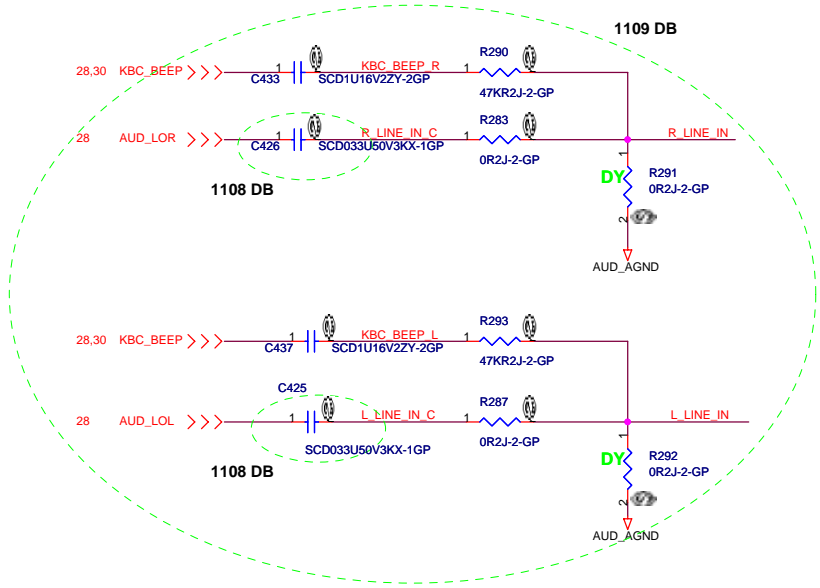 1109 DB
28,30 KBC_BEEP
1
C433
SCD1U16V2ZY-2GP
KBC_BEEP_R
1
R290
47KR2J-2-GP
28 AUD_LOR
1
C426
SCD033U50V3KX-1GP
R_LINE_IN_C
1
R283
0R2J-2-GP
R_LINE_IN
1108 DB
1
DY
R291
0R2J-2-GP
2
AUD_AGND
28,30 KBC_BEEP
1
C437
SCD1U16V2ZY-2GP
KBC_BEEP_L
1
R293
47KR2J-2-GP
28 AUD_LOL
C425
1
SCD033U50V3KX-1GP
L_LINE_IN_C
1
R287
0R2J-2-GP
L_LINE_IN
1108 DB
1
DY
R292
0R2J-2-GP
2
AUD_AGND